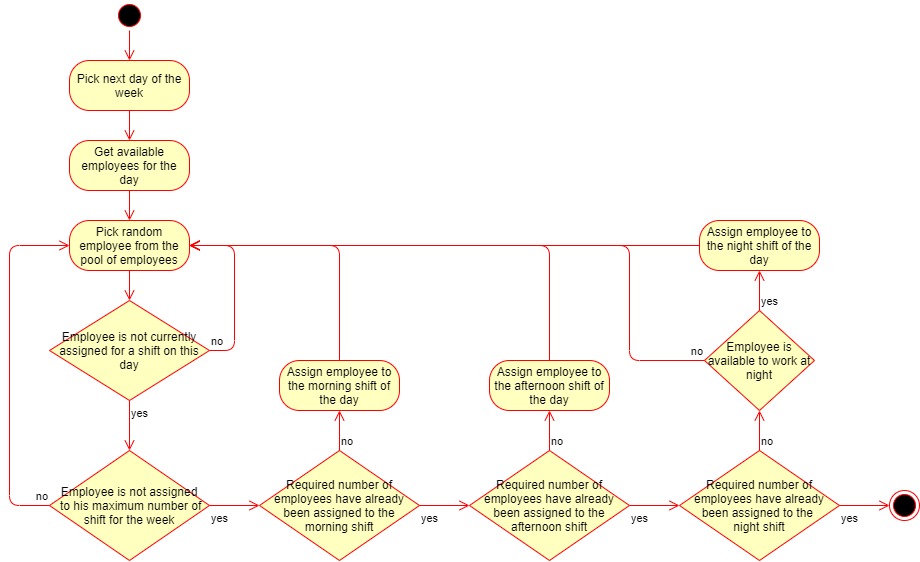 Pick next day of the
week
Get available
employees for the
day
Pick random
employee from the
pool of employees
Assign employee to
the night shift of the
day
yes
Employee is not currently
assigned for a shift on this
day
no
no
Employee is
available to work at
night
Assign employee to
the morning shift of
the day
Assign employee to
the afternoon shift of
the day
yes
no
no
no
no
Employee is not assigned
to his maximum number of
shift for the week
yes
Required number of
employees have already
been assigned to the
morning shift
yes
Required number of
employees have already
been assigned to the
afternoon shift
yes
Required number of
employees have already
been assigned to the
night shift
yes